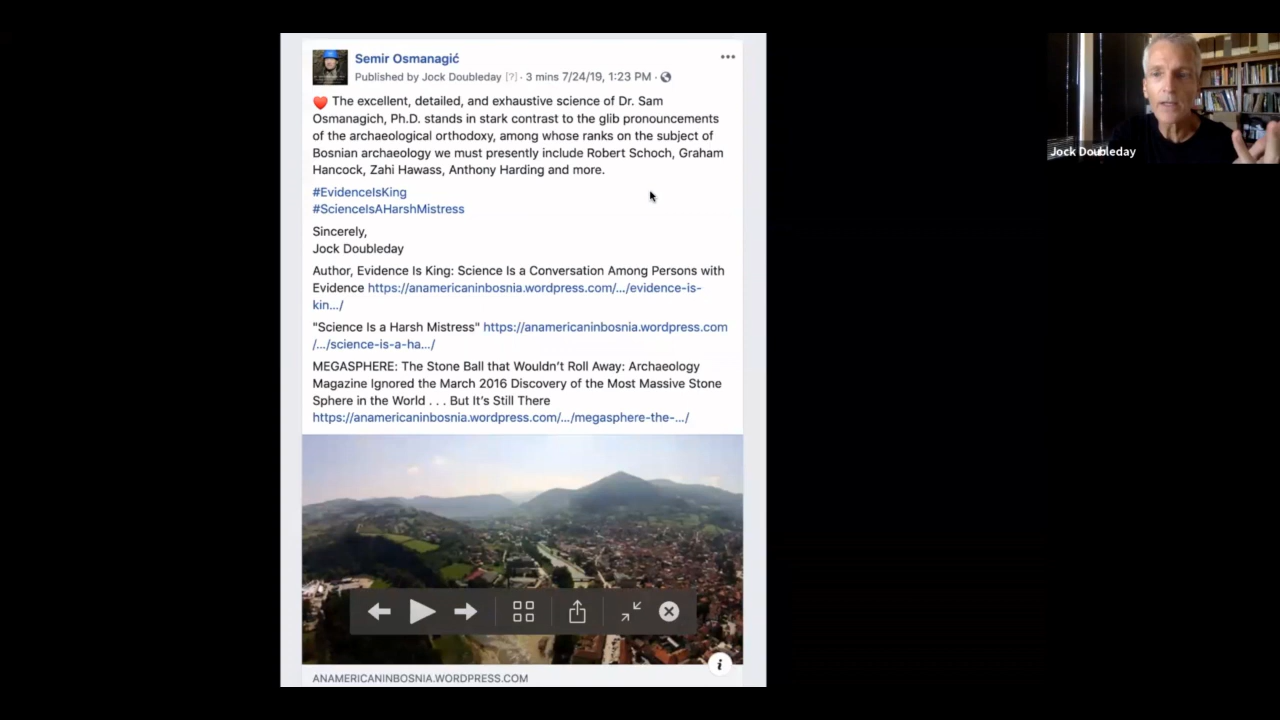 Semir Osmanagić
Published by Jock Doubleday [?] · 3 mins 7/24/19, 1:23 PM ·
The excellent, detailed, and exhaustive science of Dr. Sam
Osmanagich, Ph.D. stands in stark contrast to the glib pronouncements
of the archaeological orthodoxy, among whose ranks on the subject of
Bosnian archaeology we must presently include Robert Schoch, Graham
Hancock, Zahi Hawass, Anthony Harding and more.
#EvidenceIsKing
#ScienceIsAHarshMistress
Sincerely,
Jock Doubleday
Author, Evidence Is King: Science Is a Conversation Among Persons with
Evidence https://anamericaninbosnia.wordpress.com/.../evidence-is-
kin.../
"Science Is a Harsh Mistress" https://anamericaninbosnia.wordpress.com
/.../science-is-a-ha.../
MEGASPHERE: The Stone Ball that Wouldn't Roll Away: Archaeology
Magazine Ignored the March 2016 Discovery of the Most Massive Stone
Sphere in the World . . . But It's Still There
https://anamericaninbosnia.wordpress.com/.../megasphere-the-.../
ANAMERICANINBOSNIA.WORDPRESS.COM
Jock Doubleday